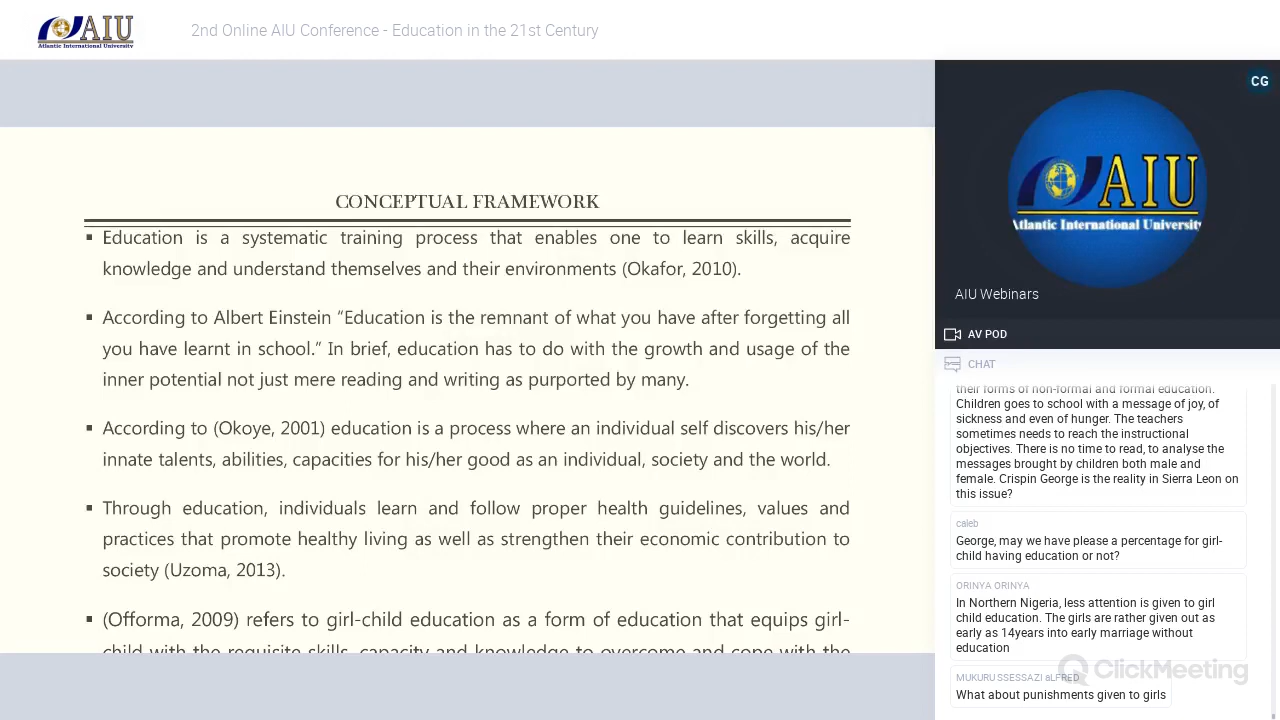 AIU
Atlantic International University
2nd Online AIU Conference - Education in the 21st Century
CONCEPTUAL FRAMEWORK
▪ Education is a systematic training process that enables one to learn skills, acquire
knowledge and understand themselves and their environments (Okafor, 2010).
▪ According to Albert Einstein “Education is the remnant of what you have after forgetting all
you have learnt in school.” In brief, education has to do with the growth and usage of the
inner potential not just mere reading and writing as purported by many.
▪ According to (Okoye, 2001) education is a process where an individual self discovers his/her
innate talents, abilities, capacities for his/her good as an individual, society and the world.
▪ Through education, individuals learn and follow proper health guidelines, values and
practices that promote healthy living as well as strengthen their economic contribution to
society (Uzoma, 2013).
▪ (Offorma, 2009) refers to girl-child education as a form of education that equips girl-
child with the requisite skills, capacity and knowledge to overcome and cope with the
CG
AIU
Atlantic International University
AIU Webinars
AV POD
CHAT
their forms of non-formal and formal education.
Children goes to school with a message of joy, of
sickness and even of hunger. The teachers
sometimes needs to reach the instructional
objectives. There is no time to read, to analyse the
messages brought by children both male and
female. Crispin George is the reality in Sierra Leon on
this issue?
caleb
George, may we have please a percentage for girl-
child having education or not?
ORINYA ORINYA
In Northern Nigeria, less attention is given to girl
child education. The girls are rather given out as
early as 14years into early marriage without
education
ClickMeeting
MUKURU SSESSAZI aLFRED
What about punishments given to girls